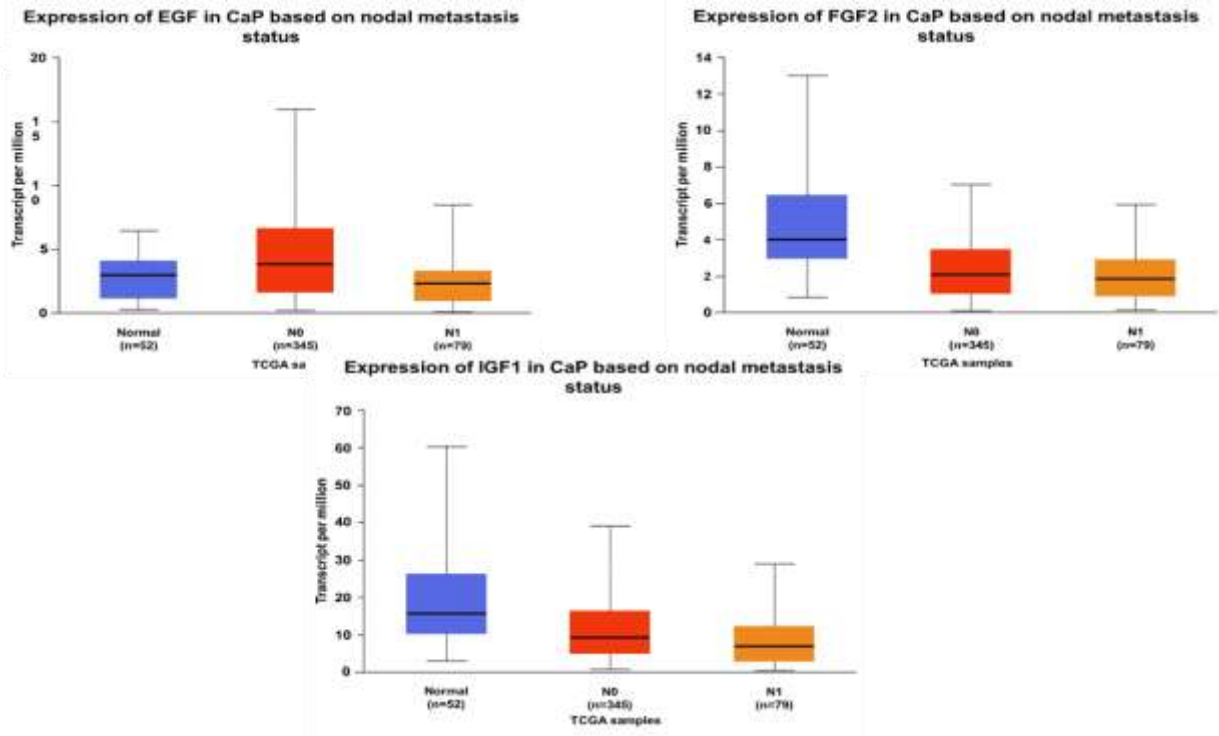 Expression of EGF in CaP based on nodal metastasis
status
Transcript per million
20
1
5
1
0
5
0
Normal
(n=52)
N0
(n=345)
N1
(n=79)
TCGA sa
Expression of FGF2 in CaP based on nodal metastasis
status
Transcript per million
14
12
10
8
6
4
2
0
Normal
(n=52)
N0
(n=345)
N1
(n=79)
TCGA samples
Expression of IGF1 in CaP based on nodal metastasis
status
Transcript per million
70
60
50
40
30
20
10
0
Normal
(n=52)
N0
(n=345)
N1
(n=79)
TCGA samples